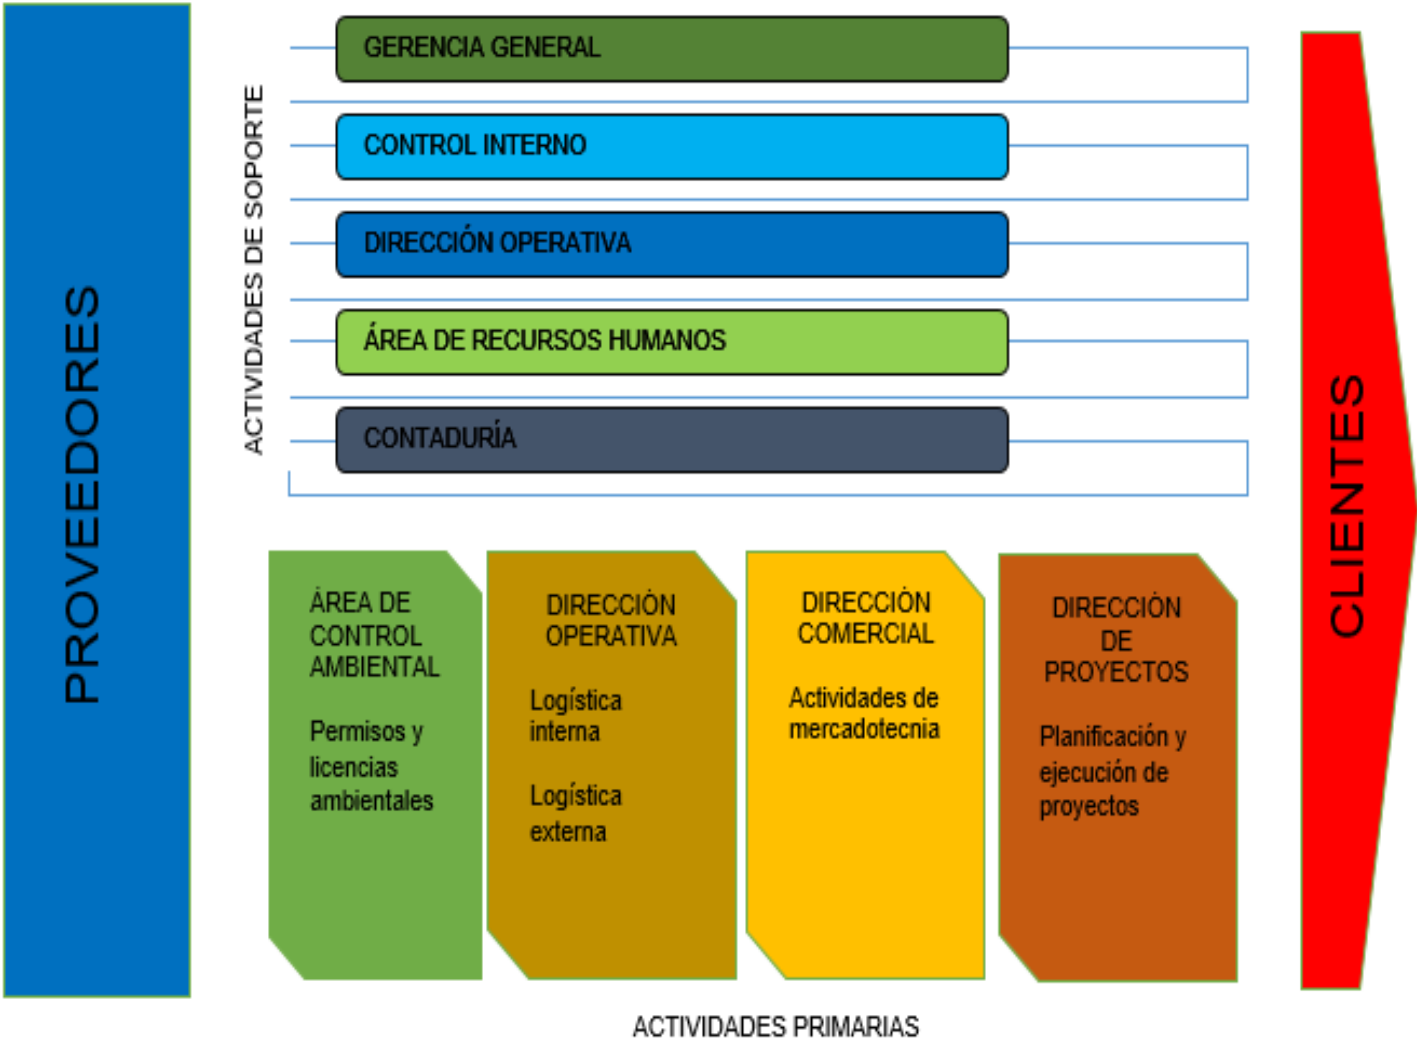 PROVEEDORES
ACTIVIDADES DE SOPORTE
GERENCIA GENERAL
CONTROL INTERNO
DIRECCIÓN OPERATIVA
ÁREA DE RECURSOS HUMANOS
CONTADURÍA
ÁREA DE
CONTROL
AMBIENTAL
Permisos y
licencias
ambientales
DIRECCIÓN
OPERATIVA
Logística
interna
Logística
externa
DIRECCIÓN
COMERCIAL
Actividades de
mercadotecnia
DIRECCIÓN
DE
PROYECTOS
Planificación y
ejecución de
proyectos
CLIENTES
ACTIVIDADES PRIMARIAS